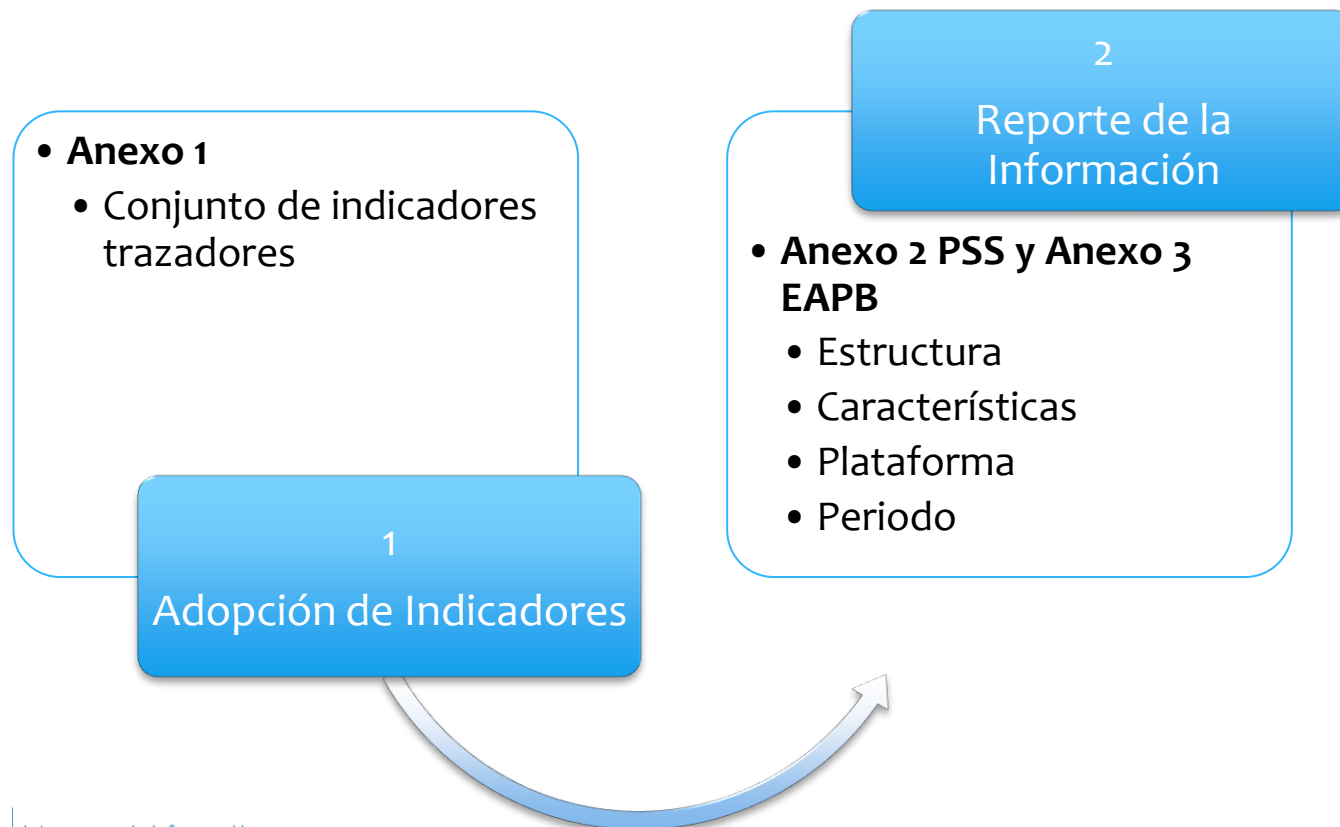 • Anexo 1
• Conjunto de indicadores
trazadores
1
Adopción de Indicadores
2
Reporte de la
Información
• Anexo 2 PSS y Anexo 3
EAPB
• Estructura
• Características
• Plataforma
• Periodo